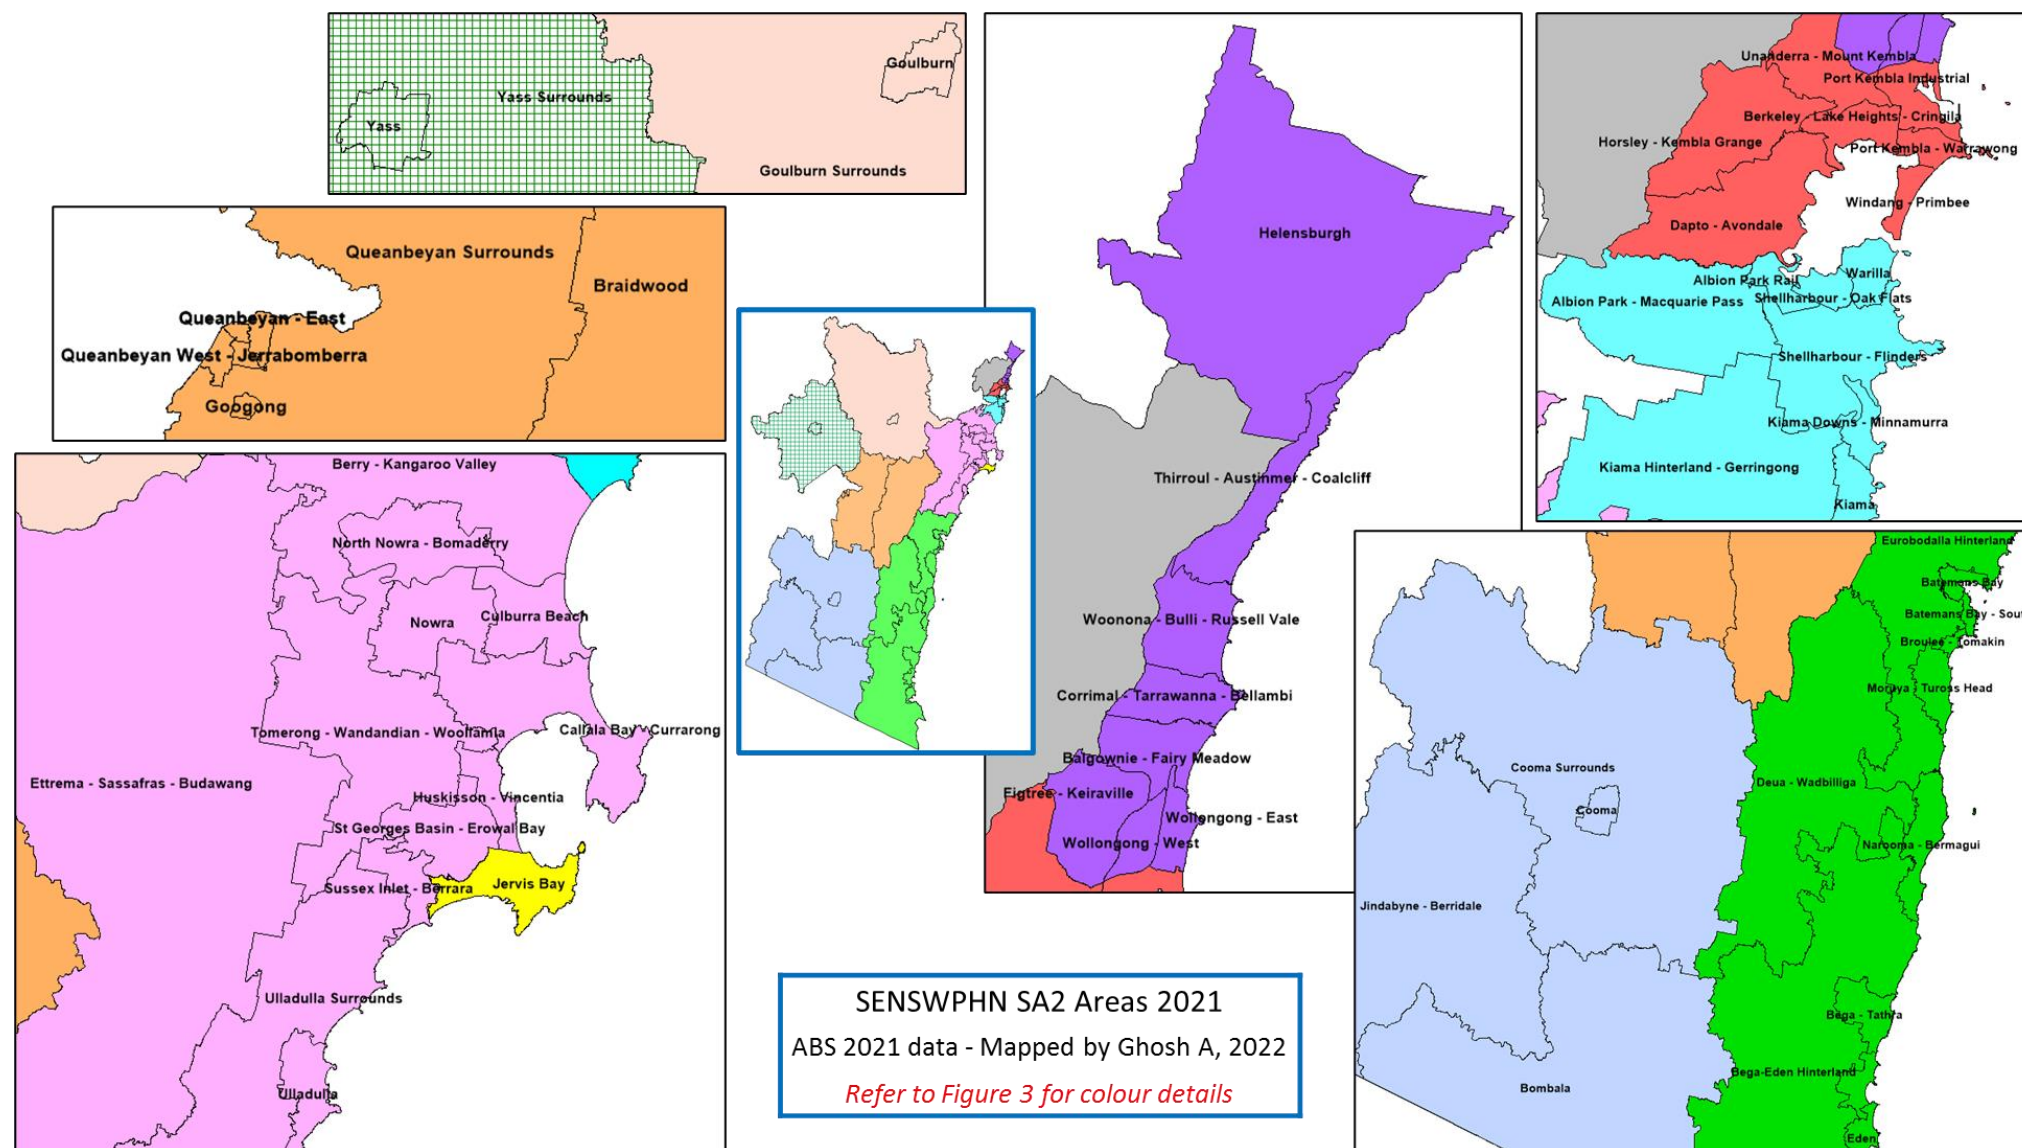 Yass Surrounds
Goulburn
Yass
Goulburn Surrounds
Queanbeyan Surrounds
Braidwood
Queanbeyan - East
Queanbeyan West - Jerrabomberra
Googong
Berry - Kangaroo Valley
North Nowra - Bomaderry
Nowra
Culburra Beach
Tomerong - Wandandian - Woollamia
Callala Bay - Currarong
Ettrema - Sassafras - Budawang
Huskisson - Vincentia
St Georges Basin - Erowal Bay
Sussex Inlet - Berrara
Jervis Bay
Ulladulla Surrounds
Ulladulla
Helensburgh
Thirroul - Austinmer - Coalcliff
Woonona - Bulli - Russell Vale
Corrimal - Tarrawanna - Bellambi
Balgownie - Fairy Meadow
Figtree - Keiraville
Wollongong - East
Wollongong - West
Unanderra - Mount Kembla
Port Kembla Industrial
Berkeley - Lake Heights - Cringila
Horsley - Kembla Grange
Port Kembla - Warrawong
Windang - Primbee
Dapto - Avondale
Albion Park Rail
Warilla
Albion Park - Macquarie Pass
Shellharbour - Oak Flats
Shellharbour - Flinders
Kiama Downs - Minnamurra
Kiama Hinterland - Gerringong
Kiama
Eurobodalla Hinterland
Batemans Bay
Batemans Bay - Sout
Broulee - Tomakin
Moruya - Tuross Head
Cooma Surrounds
Deua - Wadbilliga
Cooma
Narooma - Bermagui
Jindabyne - Berridale
Bega - Tathra
Bega-Eden Hinterland
Bombala
Eden
SENSWPHN SA2 Areas 2021
ABS 2021 data - Mapped by Ghosh A, 2022
Refer to Figure 3 for colour details